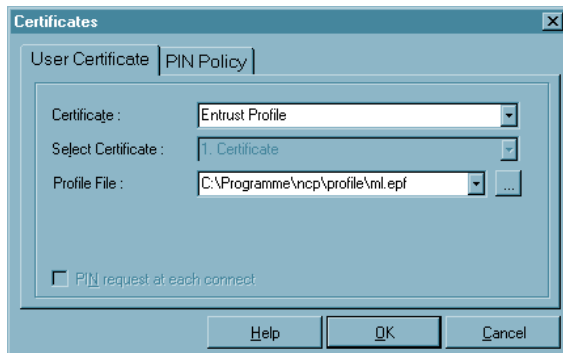 Certificates
User Certificate PIN Policy
Certificate : Entrust Profile
Select Certificate : 1. Certificate
Profile File : C:\Programme\ncp\profile\ml.epf ...
PIN request at each connect
Help OK Cancel